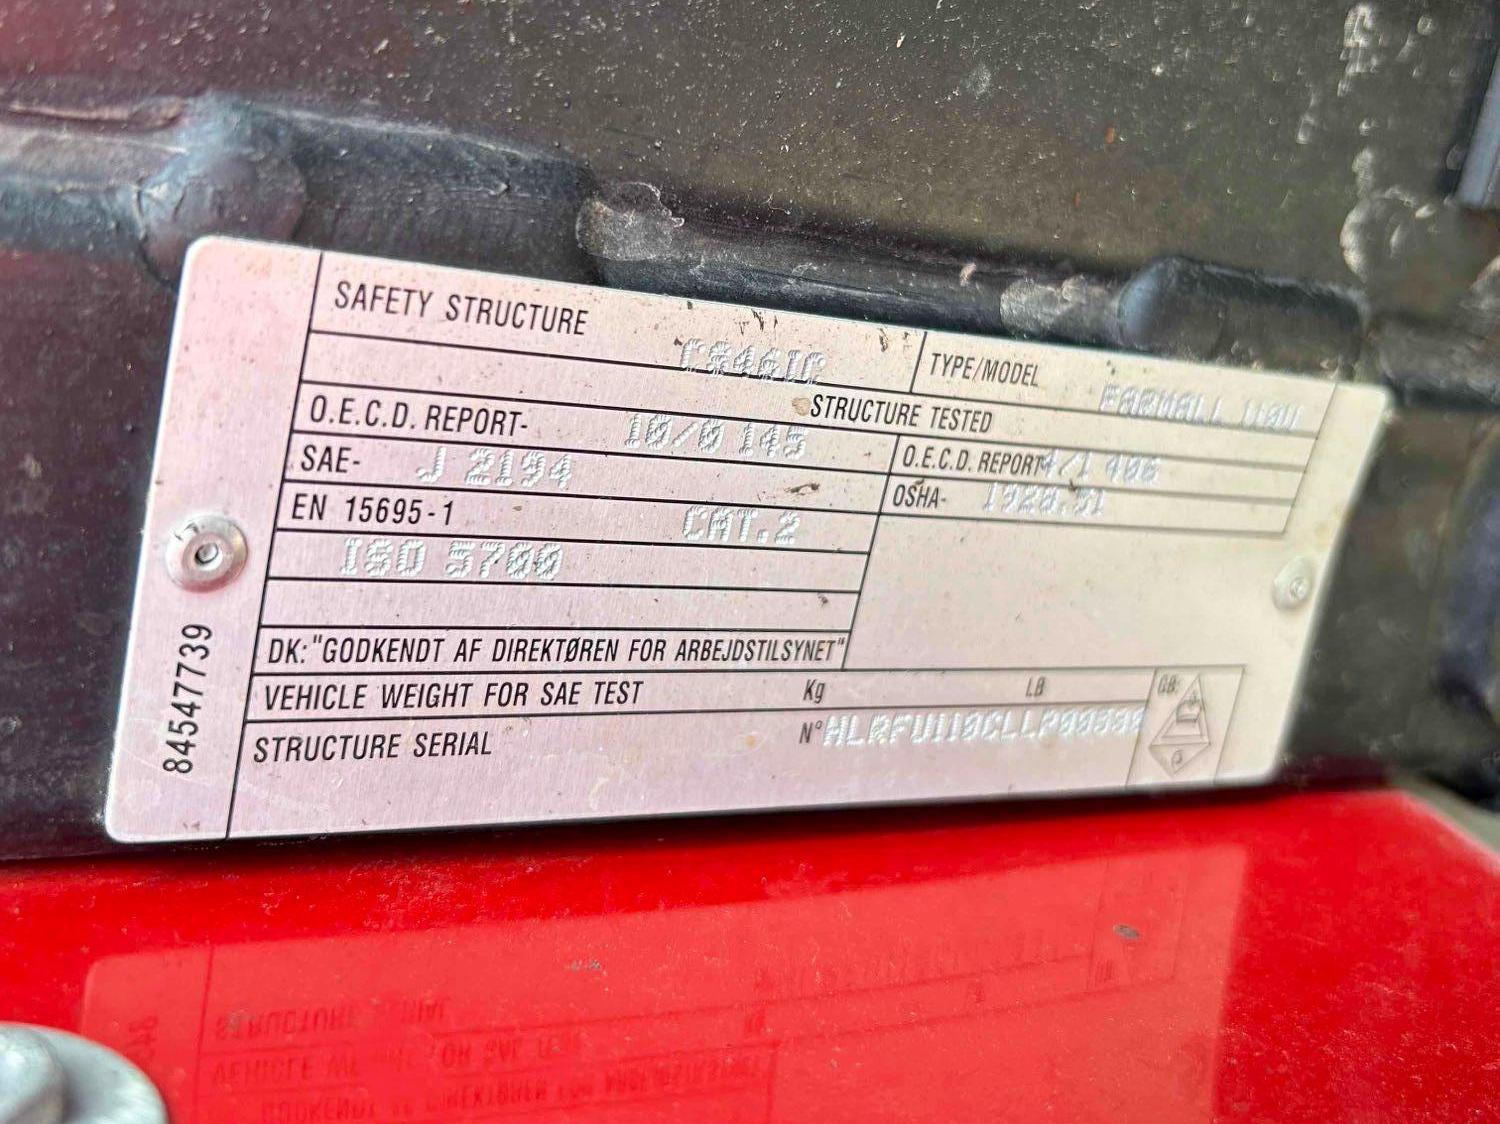 SAFETY STRUCTURE C8461C TYPE/MODEL FARMALL 110U
STRUCTURE TESTED
O.E.C.D. REPORT- 10/0 145 O.E.C.D. REPORT 4/1 406
SAE- J 2194 OSHA- 1928.51
EN 15695-1 CAT.2
ISO 5700
DK:"GODKENDT AF DIREKTØREN FOR ARBEJDSTILSYNET"
VEHICLE WEIGHT FOR SAE TEST Kg LB GB:
STRUCTURE SERIAL N°
84547739